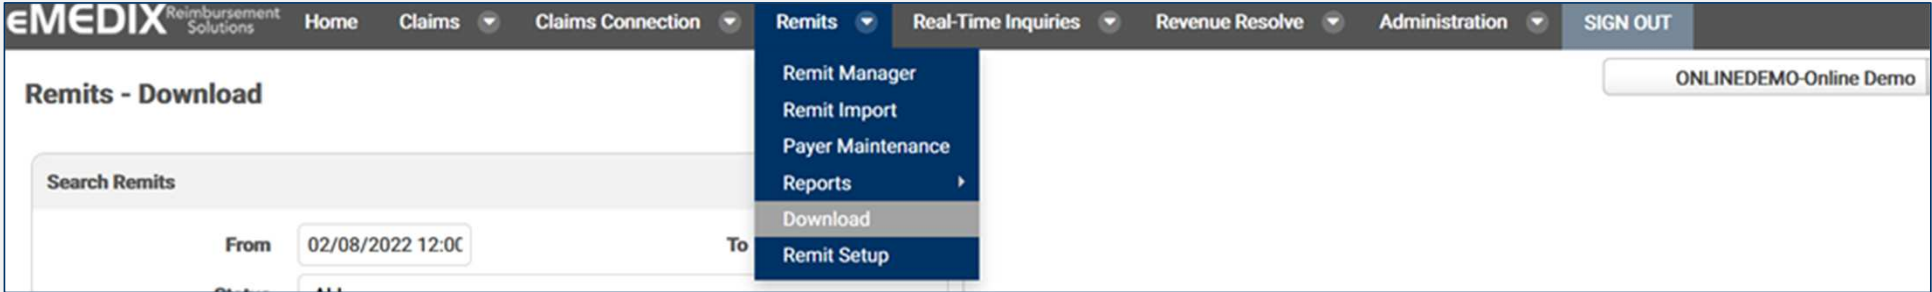 eMEDIX Reimbursement Solutions Home Claims Claims Connection Remits Real-Time Inquiries Revenue Resolve Administration SIGN OUT
Remit Manager
ONLINEDEMO-Online Demo
Remits - Download
Remit Import
Payer Maintenance
Search Remits
Reports
Download
From 02/08/2022 12:00 To
Remit Setup